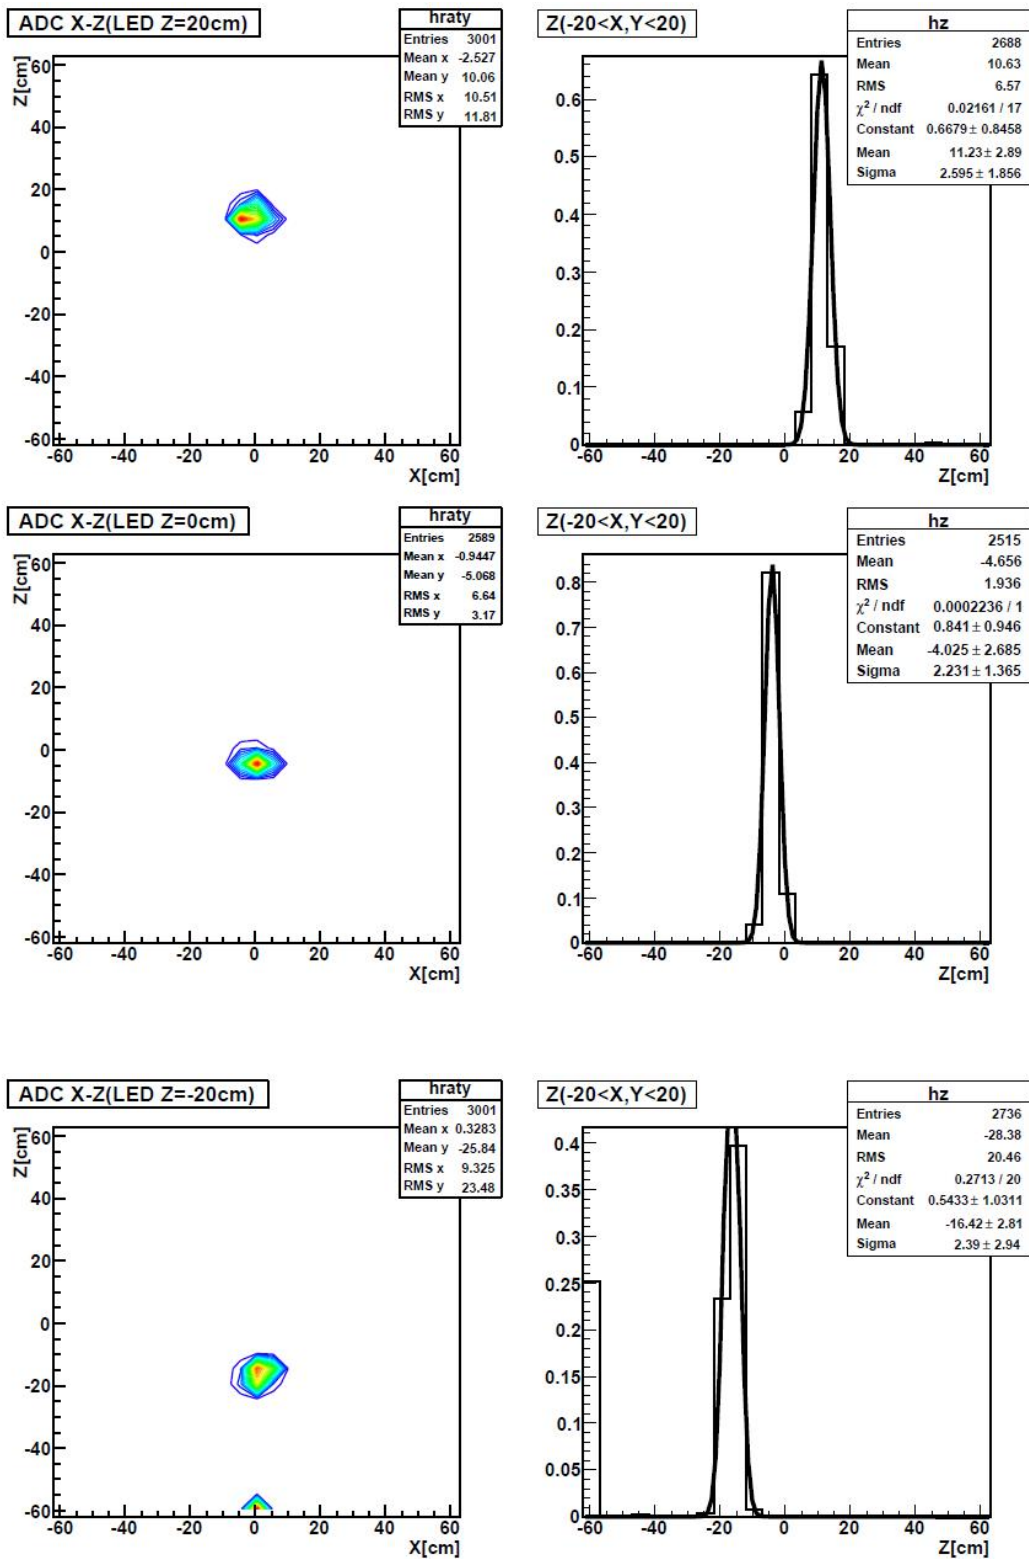 ADC X-Z(LED Z=20cm)
hraty
Entries 3001
Mean x -2.527
Mean y 10.06
RMS x 10.51
RMS y 11.81
Z[cm]
60
40
20
0
-20
-40
-60
-60 -40 -20 0 20 40 60
X[cm]
Z(-20<X,Y<20)
hz
Entries 2688
Mean 10.63
RMS 6.57
χ² / ndf 0.02161 / 17
Constant 0.6679 ± 0.8458
Mean 11.23 ± 2.89
Sigma 2.595 ± 1.856
0.6
0.5
0.4
0.3
0.2
0.1
0
-60 -40 -20 0 20 40 60
Z[cm]
ADC X-Z(LED Z=0cm)
hraty
Entries 2589
Mean x -0.9447
Mean y -5.068
RMS x 6.64
RMS y 3.17
Z[cm]
60
40
20
0
-20
-40
-60
-60 -40 -20 0 20 40 60
X[cm]
Z(-20<X,Y<20)
hz
Entries 2515
Mean -4.656
RMS 1.936
χ² / ndf 0.0002236 / 1
Constant 0.841 ± 0.946
Mean -4.025 ± 2.685
Sigma 2.231 ± 1.365
0.8
0.7
0.6
0.5
0.4
0.3
0.2
0.1
0
-60 -40 -20 0 20 40 60
Z[cm]
ADC X-Z(LED Z=-20cm)
hraty
Entries 3001
Mean x 0.3283
Mean y -25.84
RMS x 9.325
RMS y 23.48
Z[cm]
60
40
20
0
-20
-40
-60
-60 -40 -20 0 20 40 60
X[cm]
Z(-20<X,Y<20)
hz
Entries 2736
Mean -28.38
RMS 20.46
χ² / ndf 0.2713 / 20
Constant 0.5433 ± 1.0311
Mean -16.42 ± 2.81
Sigma 2.39 ± 2.94
0.4
0.35
0.3
0.25
0.2
0.15
0.1
0.05
0
-60 -40 -20 0 20 40 60
Z[cm]